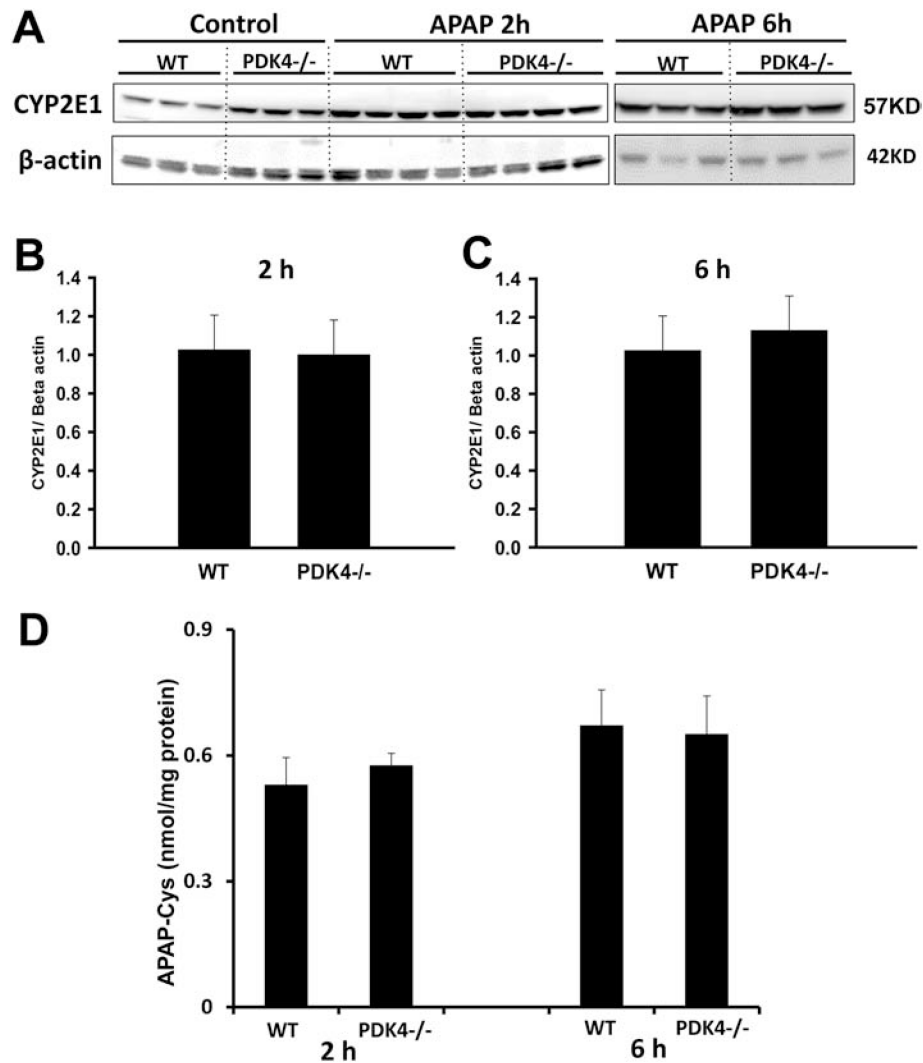 A
Control APAP 2h APAP 6h
WT PDK4-/- WT PDK4-/- WT PDK4-/-
CYP2E1 57KD
β-actin 42KD
B
2 h
CYP2E1/ Beta actin
1.4
1.2
1.0
0.8
0.6
0.4
0.2
0.0
WT PDK4-/-
C
6 h
CYP2E1/ Beta actin
1.4
1.2
1.0
0.8
0.6
0.4
0.2
0.0
WT PDK4-/-
D
APAP-Cys (nmol/mg protein)
0.9
0.6
0.3
0
WT PDK4-/- WT PDK4-/-
2 h 6 h